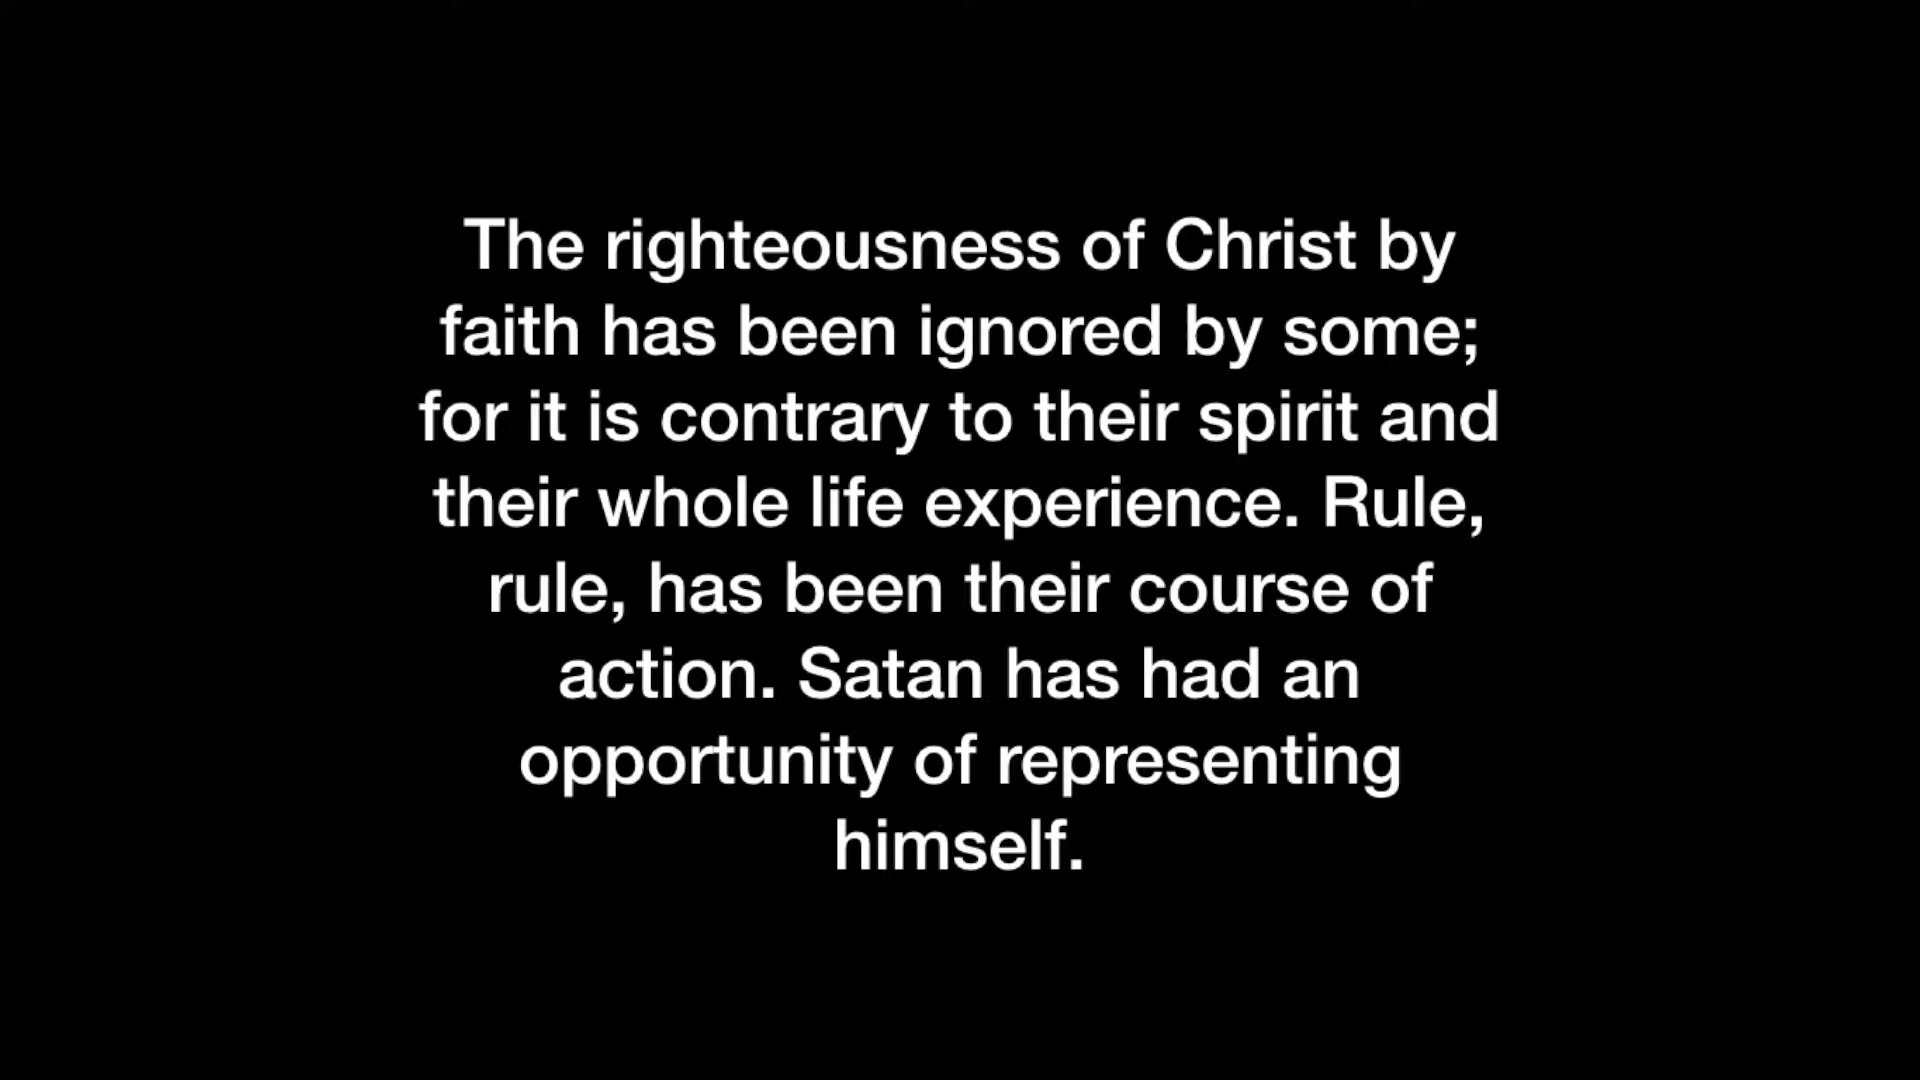 The righteousness of Christ by
faith has been ignored by some;
for it is contrary to their spirit and
their whole life experience. Rule,
rule, has been their course of
action. Satan has had an
opportunity of representing
himself.